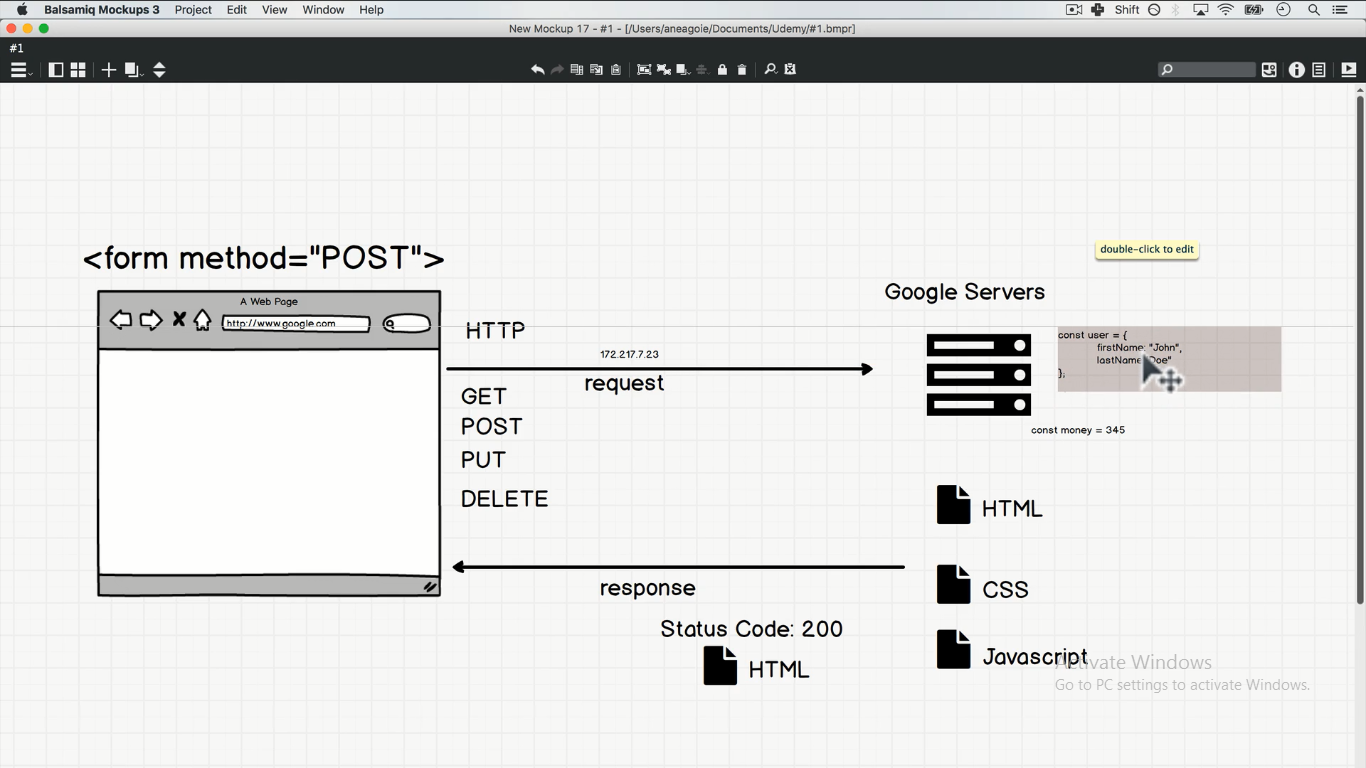 Balsamiq Mockups 3 Project Edit View Window Help Shift
New Mockup 17 - #1 - [/Users/aneagoie/Documents/Udemy/#1.bmpr]
#1
double-click to edit
<form method="POST">
Google Servers
A Web Page
http://www.google.com
HTTP
172.217.7.23
request
GET
POST
PUT
DELETE
const user = {
firstName: "John",
lastName: "Doe"
};
const money = 345
HTML
CSS
Javascript
response
Status Code: 200
HTML
Activate Windows
Go to PC settings to activate Windows.